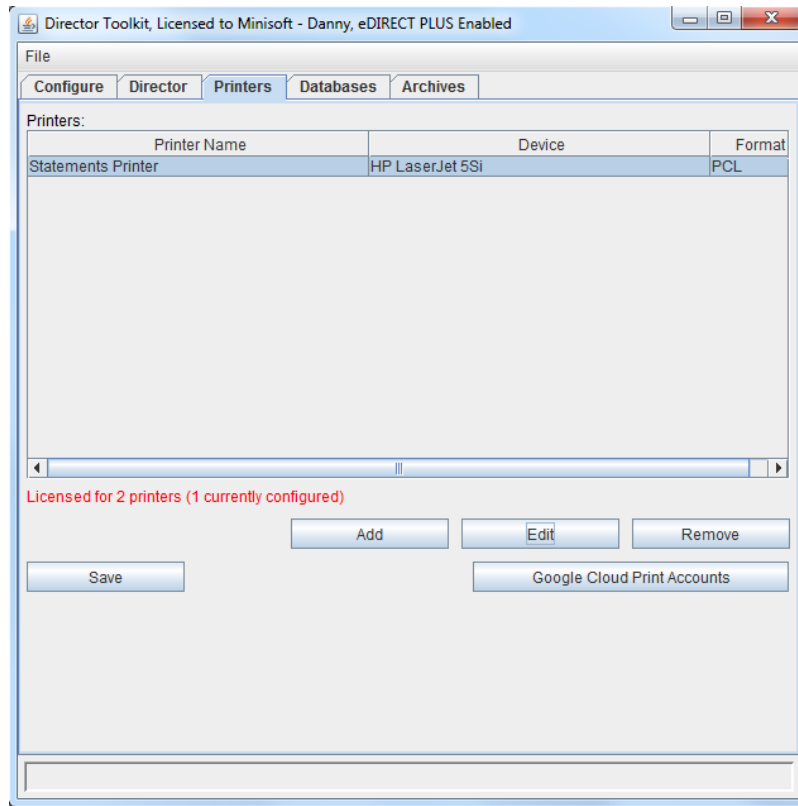 Director Toolkit, Licensed to Minisoft - Danny, eDIRECT PLUS Enabled
File
Configure Director Printers Databases Archives
Printers:
Printer Name Device Format
Statements Printer HP LaserJet 5Si PCL
Licensed for 2 printers (1 currently configured)
Add Edit Remove
Save Google Cloud Print Accounts